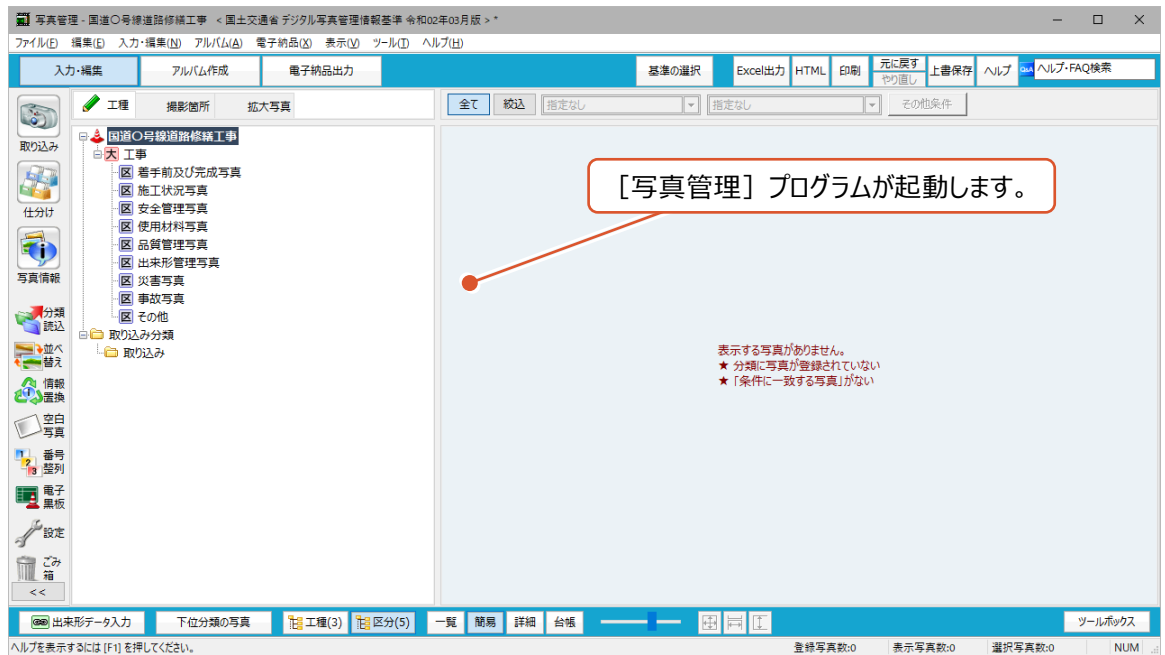 写真管理 - 国道○号線道路修繕工事 < 国土交通省 デジタル写真管理情報基準 令和02年03月版 > *
ファイル(F) 編集(E) 入力・編集(N) アルバム(A) 電子納品(X) 表示(V) ツール(T) ヘルプ(H)
入力・編集 アルバム作成 電子納品出力 基準の選択 Excel出力 HTML 印刷 元に戻す やり直し 上書保存 ヘルプ Q&A ヘルプ・FAQ検索
工種 撮影箇所 拡大写真 全て 絞込 指定なし 指定なし その他条件
取り込み
仕分け
写真情報
分類
読込
並べ
替え
情報
置換
空白
写真
番号
整列
電子
黒板
設定
ごみ
箱
<<
国道○号線道路修繕工事
大 工事
区 着手前及び完成写真
区 施工状況写真
区 安全管理写真
区 使用材料写真
区 品質管理写真
区 出来形管理写真
区 災害写真
区 事故写真
区 その他
取り込み分類
取り込み
［写真管理］プログラムが起動します。
表示する写真がありません。
★ 分類に写真が登録されていない
★ 「条件に一致する写真」がない
出来形データ入力 下位分類の写真 工種(3) 区分(5) 一覧 簡易 詳細 台帳 ツールボックス
ヘルプを表示するには [F1] を押してください。 登録写真数:0 表示写真数:0 選択写真数:0 NUM